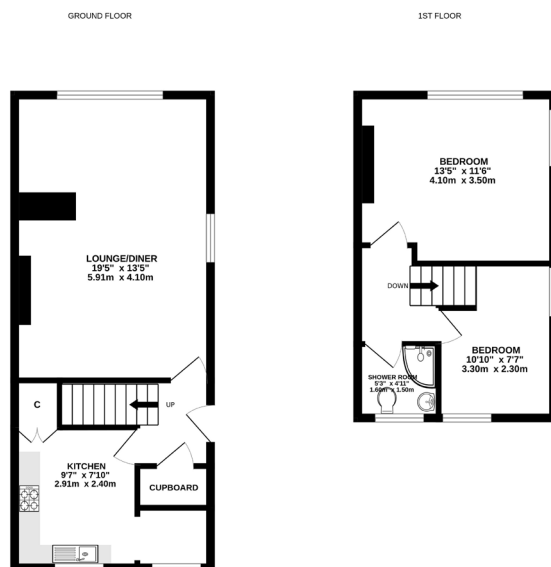 GROUND FLOOR
1ST FLOOR
LOUNGE/DINER
19'5" x 13'5"
5.91m x 4.10m
C
UP
KITCHEN
9'7" x 7'10"
2.91m x 2.40m
CUPBOARD
BEDROOM
13'5" x 11'6"
4.10m x 3.50m
DOWN
BEDROOM
10'10" x 7'7"
3.30m x 2.30m
SHOWER ROOM
5'3" x 4'11"
1.60m x 1.50m